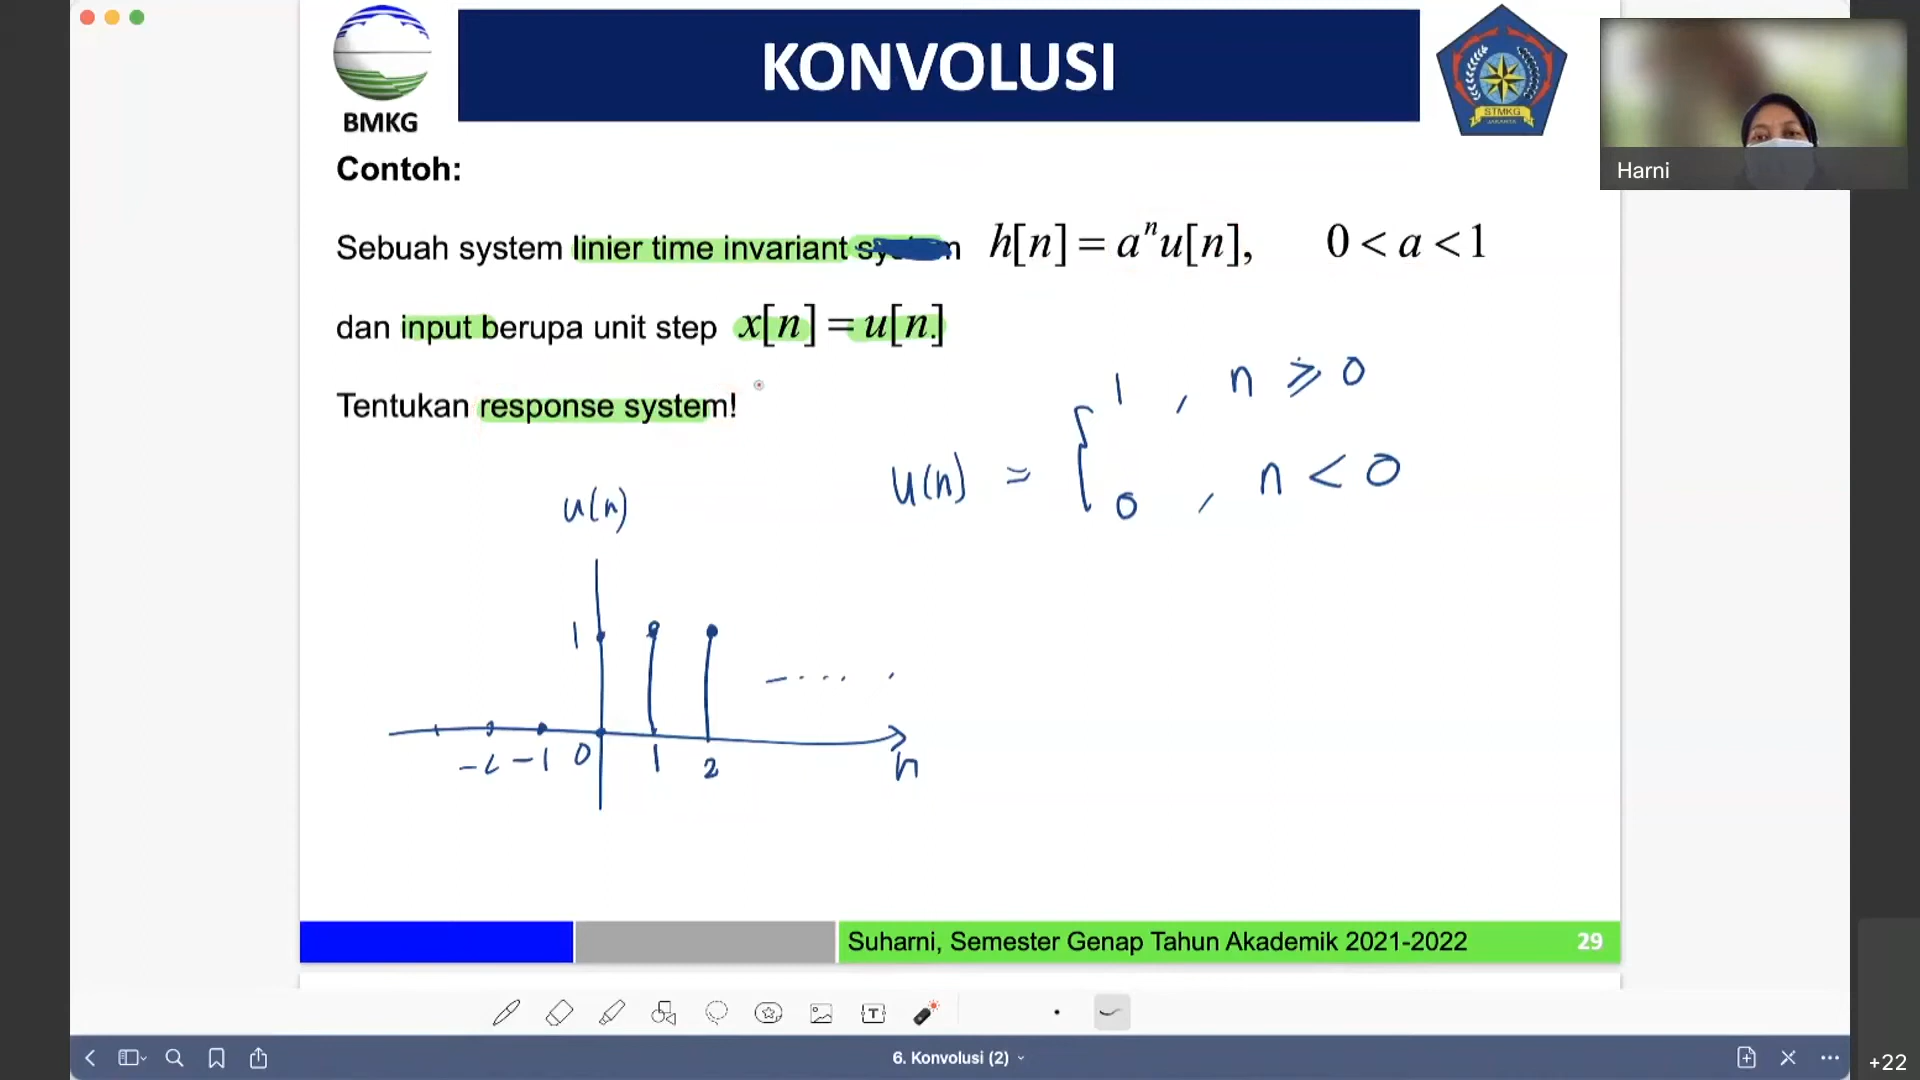 KONVOLUSI
BMKG
STMKG
JAKARTA
Harni
Contoh:
Sebuah system linier time invariant h[n] = aⁿu[n], 0 < a < 1
dan input berupa unit step x[n] = u[n].
Tentukan response system!
u(n) = { 1 , n ≥ 0
0 , n < 0
u(n)
1
-2 -1 0 1 2 n
Suharni, Semester Genap Tahun Akademik 2021-2022 29
6. Konvolusi (2)
+22